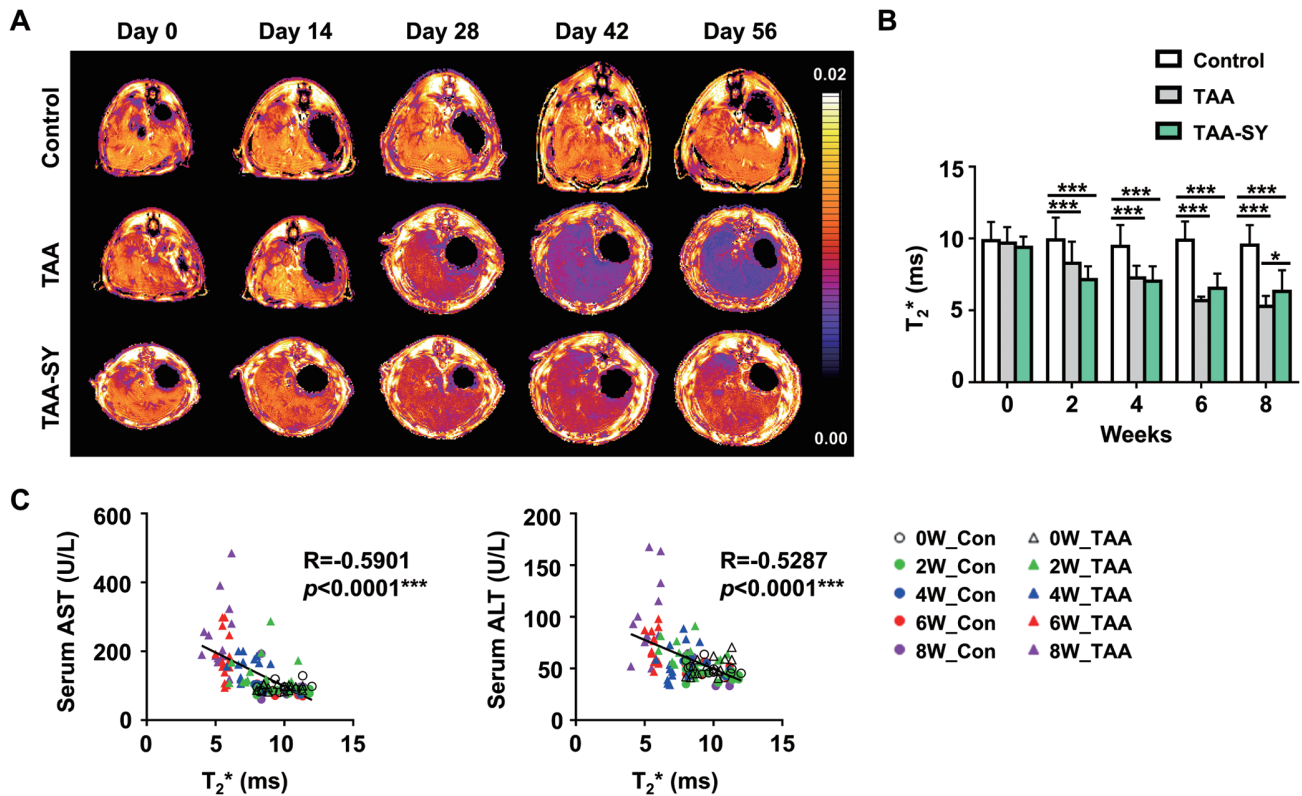 A
Day 0 Day 14 Day 28 Day 42 Day 56
Control
TAA
TAA-SY
0.02
0.00
B
Control
TAA
TAA-SY
T2* (ms)
15
10
5
0
*** *** *** ***
*** *** *** ***
*
0 2 4 6 8
Weeks
C
Serum AST (U/L)
600
400
200
0
R=-0.5901
p<0.0001***
0 5 10 15
T2* (ms)
Serum ALT (U/L)
200
150
100
50
0
R=-0.5287
p<0.0001***
0 5 10 15
T2* (ms)
0W_Con 0W_TAA
2W_Con 2W_TAA
4W_Con 4W_TAA
6W_Con 6W_TAA
8W_Con 8W_TAA